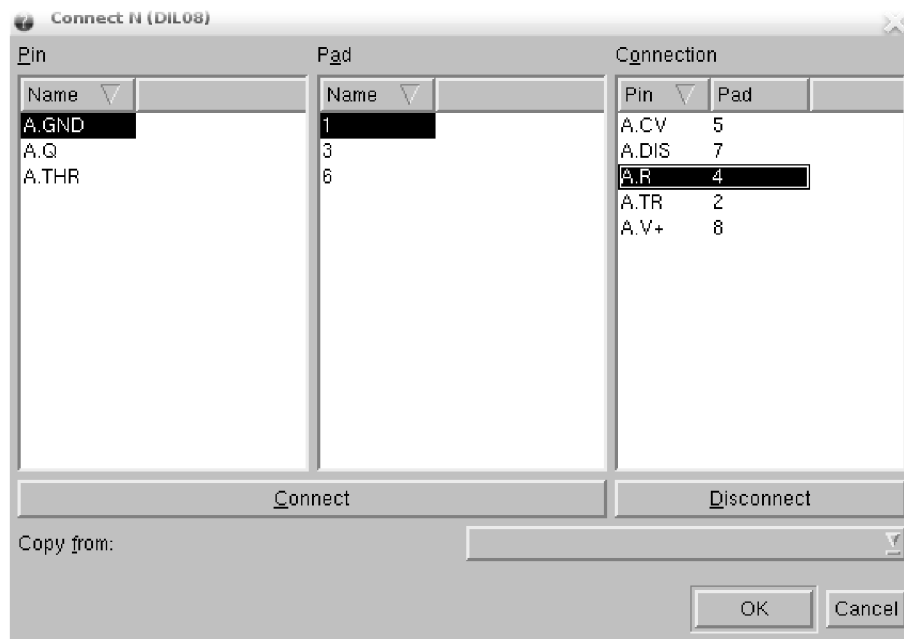 Connect N (DIL08)
Pin Pad Connection
Name Name Pin Pad
A.GND 1 A.CV 5
A.Q 3 A.DIS 7
A.THR 6 A.R 4
A.TR 2
A.V+ 8
Connect Disconnect
Copy from:
OK Cancel